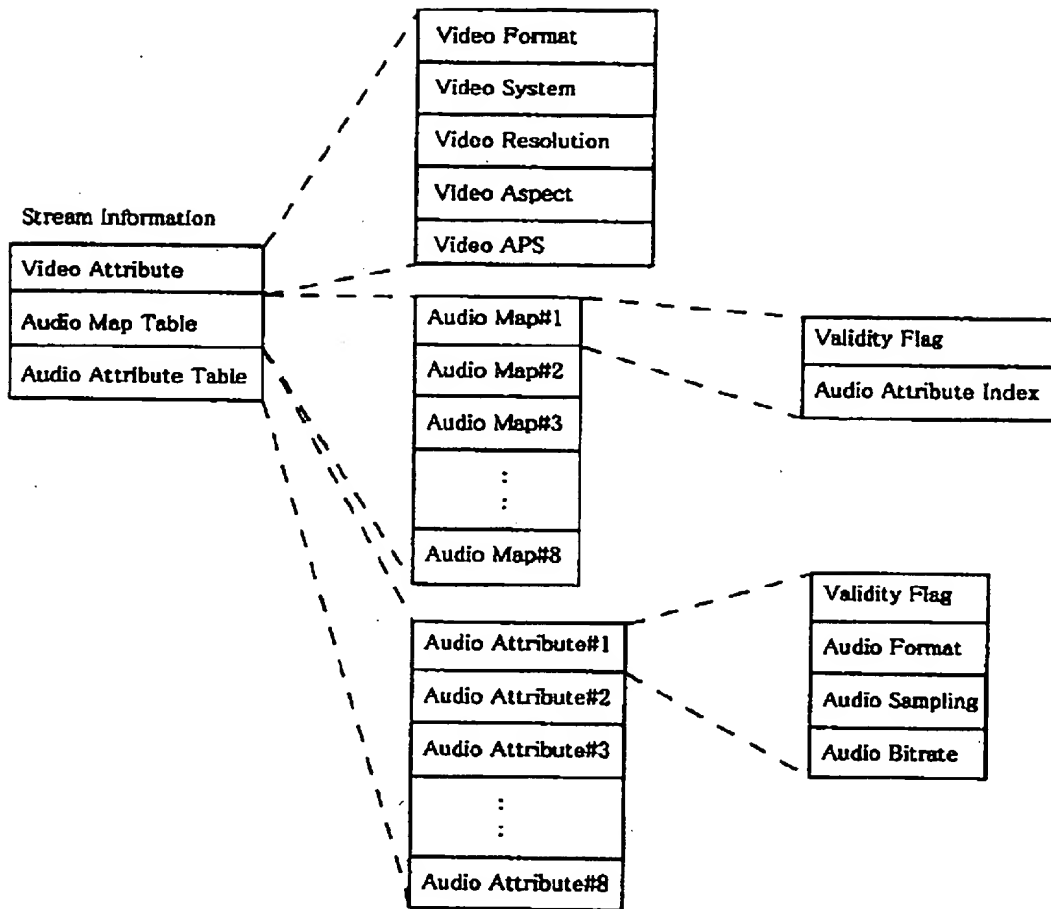 Video Format
Video System
Video Resolution
Video Aspect
Video APS
Stream Information
Video Attribute
Audio Map Table
Audio Attribute Table
Audio Map#1
Audio Map#2
Audio Map#3
Audio Map#8
Validity Flag
Audio Attribute Index
Audio Attribute#1
Audio Attribute#2
Audio Attribute#3
Audio Attribute#8
Validity Flag
Audio Format
Audio Sampling
Audio Bitrate